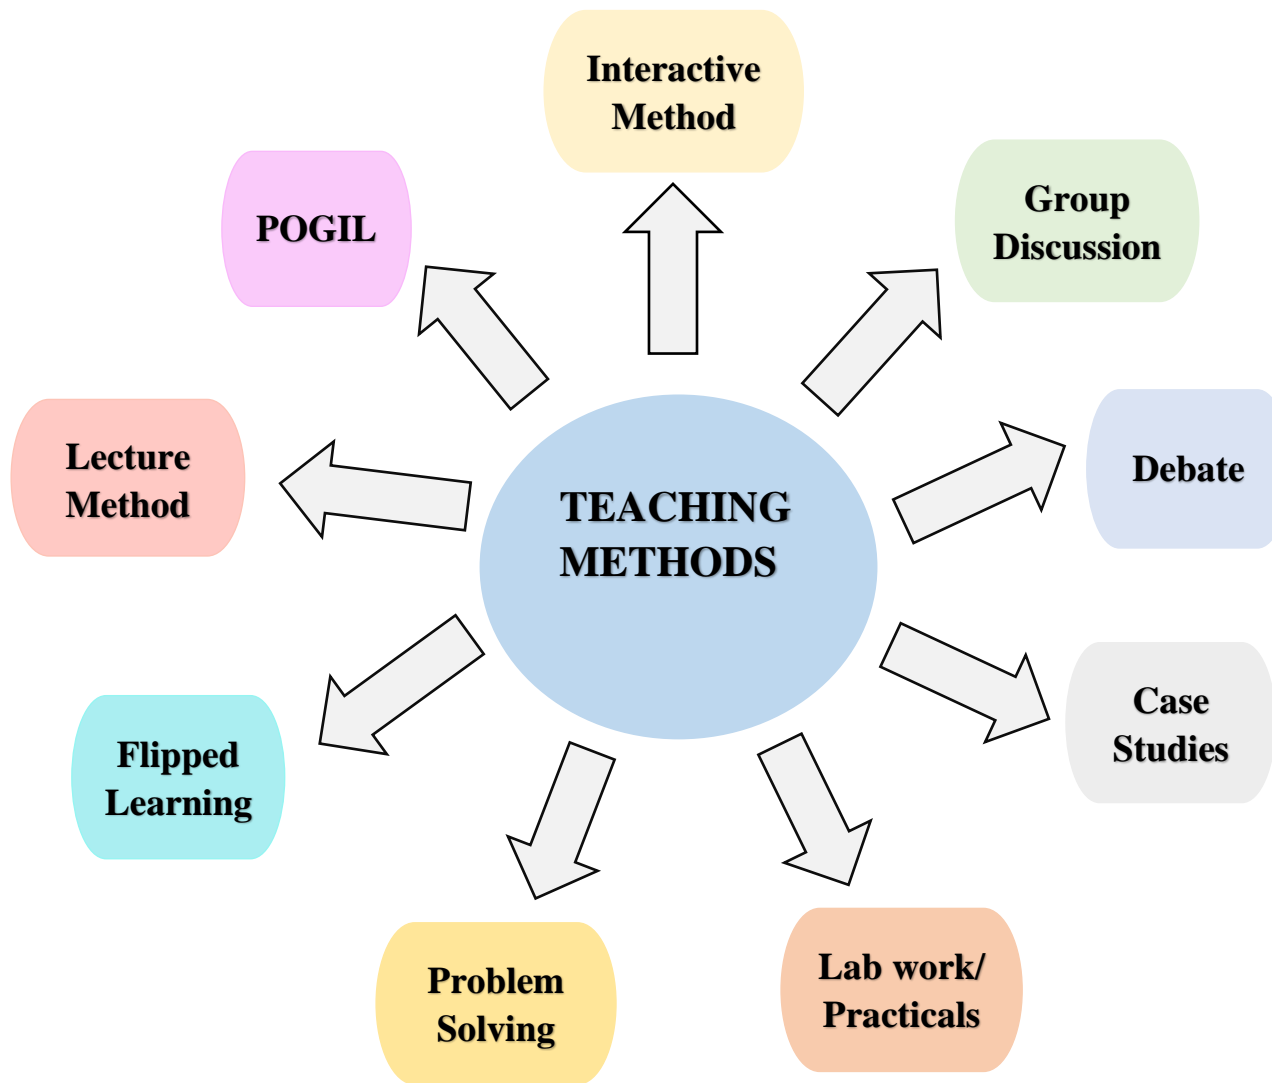 Interactive
Method
Group
Discussion
POGIL
Debate
Lecture
Method
TEACHING
METHODS
Case
Studies
Flipped
Learning
Problem
Solving
Lab work/
Practicals